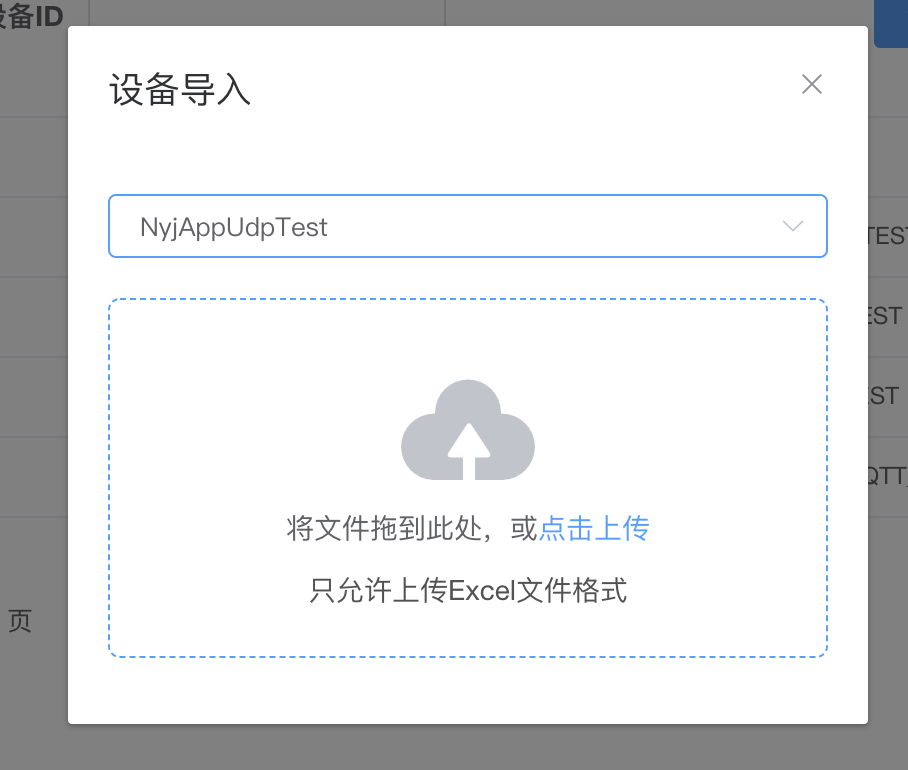 设备ID
设备导入
NyjAppUdpTest
TEST
EST
EST
QTT
将文件拖到此处，或点击上传
只允许上传Excel文件格式
页